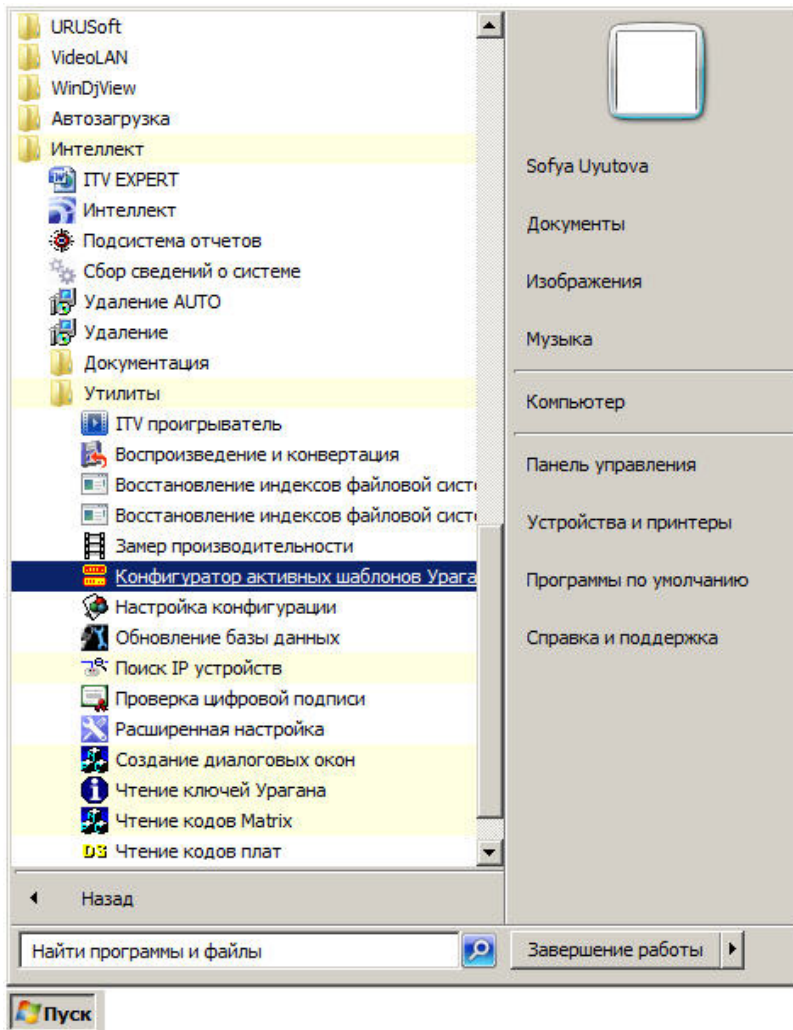 URUSoft
VideoLAN
WinDjView
Автозагрузка
Интеллект
ITV EXPERT
Интеллект
Подсистема отчетов
Сбор сведений о системе
Удаление AUTO
Удаление
Документация
Утилиты
ITV проигрыватель
Воспроизведение и конвертация
Восстановление индексов файловой сист
Восстановление индексов файловой сист
Замер производительности
Конфигуратор активных шаблонов Урага
Настройка конфигурации
Обновление базы данных
Поиск IP устройств
Проверка цифровой подписи
Расширенная настройка
Создание диалоговых окон
Чтение ключей Урагана
Чтение кодов Matrix
Чтение кодов плат
Назад
Найти программы и файлы
Sofya Uyutova
Документы
Изображения
Музыка
Компьютер
Панель управления
Устройства и принтеры
Программы по умолчанию
Справка и поддержка
Завершение работы
Пуск